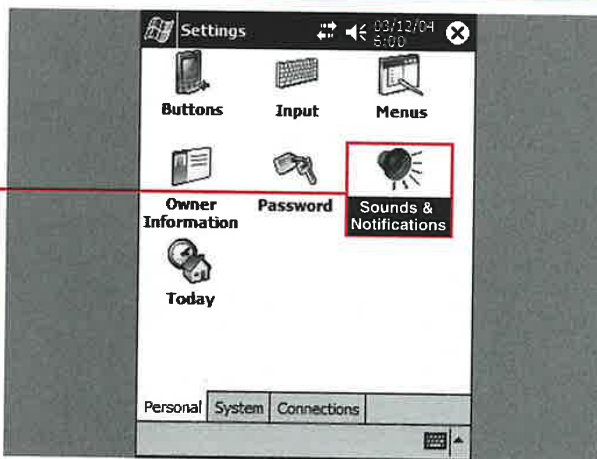 Settings
03/12/04
5:00
Buttons
Input
Menus
Owner
Information
Password
Sounds &
Notifications
Today
Personal
System
Connections